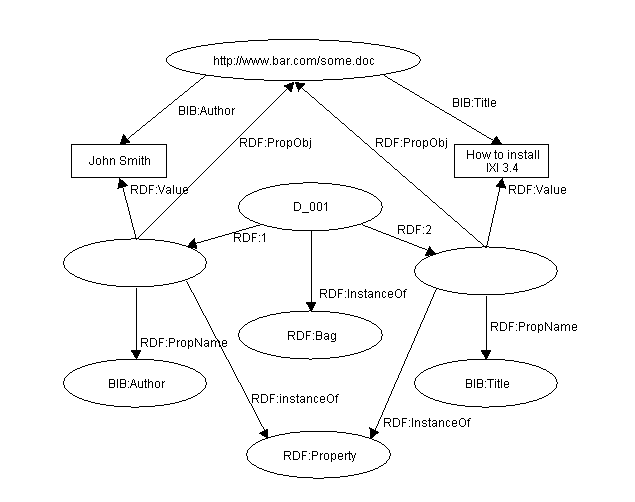 http://www.bar.com/some.doc
BIB:Author
BIB:Title
RDF:PropObj
RDF:PropObj
John Smith
How to install
IXI 3.4
RDF:Value
RDF:Value
D_001
RDF:1
RDF:2
RDF:InstanceOf
RDF:PropName
RDF:PropName
RDF:Bag
BIB:Author
BIB:Title
RDF:instanceOf
RDF:InstanceOf
RDF:Property